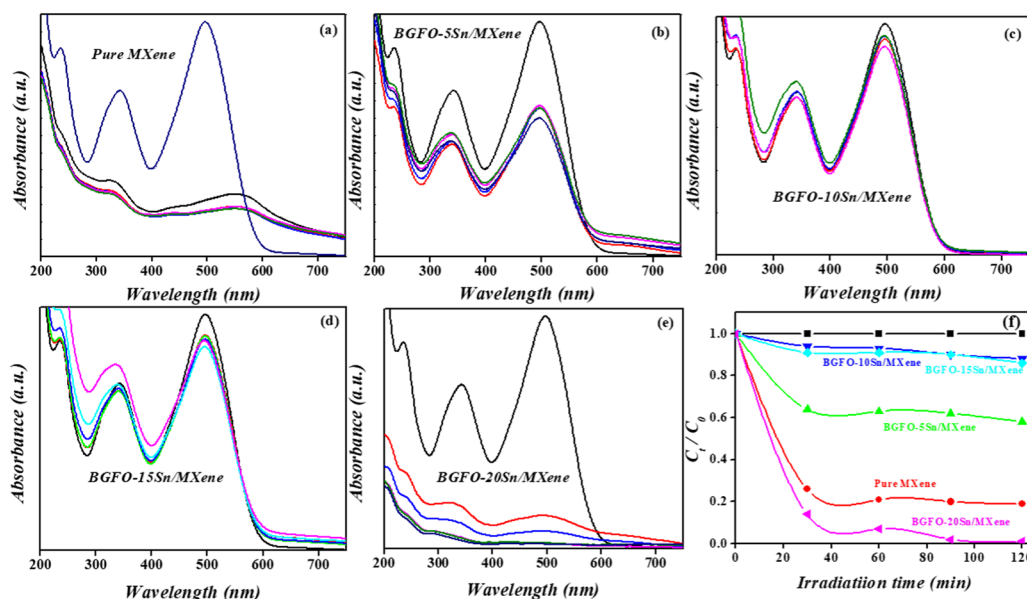 (a)
Pure MXene
Absorbance (a.u.)
200 300 400 500 600 700
Wavelength (nm)
(b)
BGFO-5Sn/MXene
Absorbance (a.u.)
200 300 400 500 600 700
Wavelength (nm)
(c)
BGFO-10Sn/MXene
Absorbance (a.u.)
200 300 400 500 600 700
Wavelength (nm)
(d)
BGFO-15Sn/MXene
Absorbance (a.u.)
200 300 400 500 600 700
Wavelength (nm)
(e)
BGFO-20Sn/MXene
Absorbance (a.u.)
200 300 400 500 600 700
Wavelength (nm)
(f)
1.0
0.8
0.6
0.4
0.2
0.0
Ct / C0
BGFO-10Sn/MXene
BGFO-15Sn/MXene
BGFO-5Sn/MXene
Pure MXene
BGFO-20Sn/MXene
0 20 40 60 80 100 120
Irradiatiion time (min)